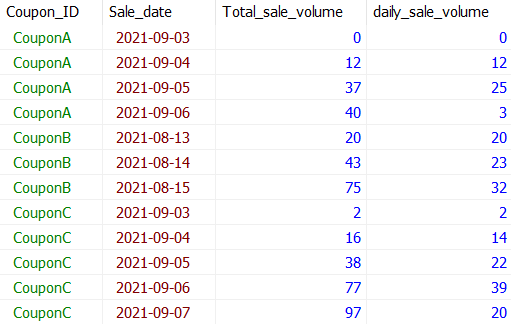 Coupon_ID Sale_date Total_sale_volume daily_sale_volume
CouponA 2021-09-03 0 0
CouponA 2021-09-04 12 12
CouponA 2021-09-05 37 25
CouponA 2021-09-06 40 3
CouponB 2021-08-13 20 20
CouponB 2021-08-14 43 23
CouponB 2021-08-15 75 32
CouponC 2021-09-03 2 2
CouponC 2021-09-04 16 14
CouponC 2021-09-05 38 22
CouponC 2021-09-06 77 39
CouponC 2021-09-07 97 20